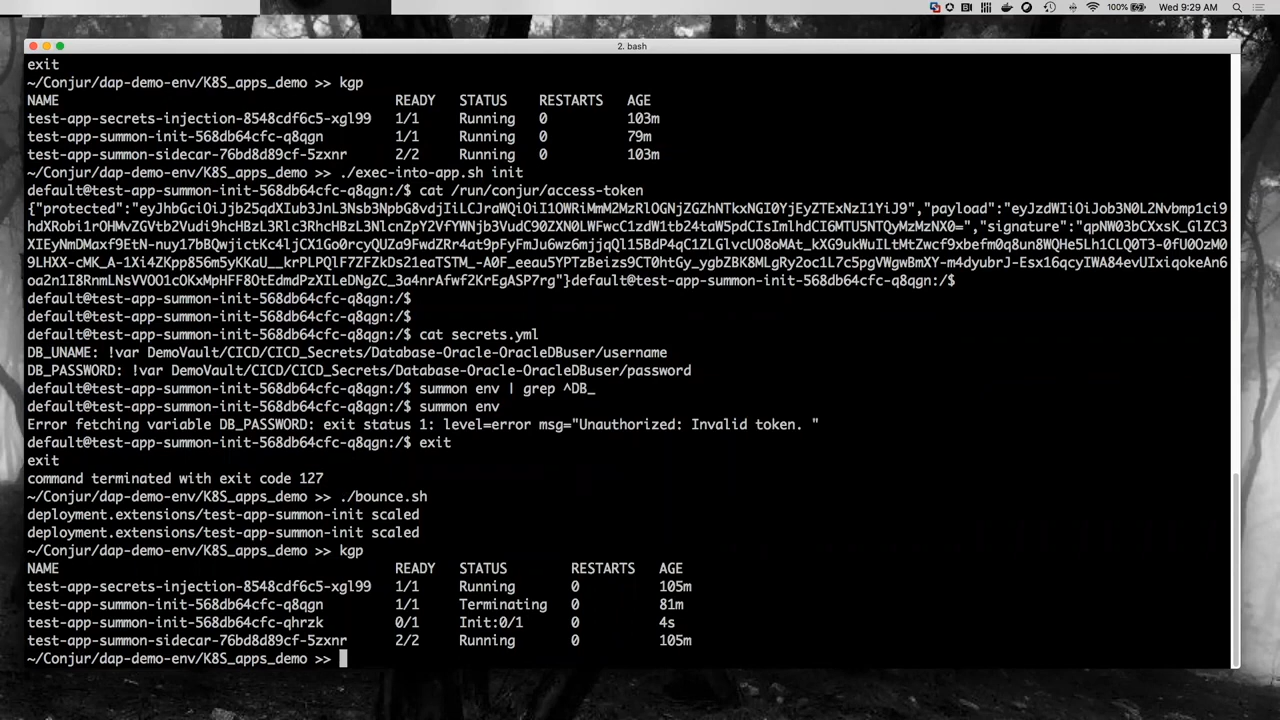 100% Wed 9:29 AM
2. bash
exit
~/Conjur/dap-demo-env/K8S_apps_demo >> kgp
NAME READY STATUS RESTARTS AGE
test-app-secrets-injection-8548cdf6c5-xgl99 1/1 Running 0 103m
test-app-summon-init-568db64cfc-q8qgn 1/1 Running 0 79m
test-app-summon-sidecar-76bd8d89cf-5zxnr 2/2 Running 0 103m
~/Conjur/dap-demo-env/K8S_apps_demo >> ./exec-into-app.sh init
default@test-app-summon-init-568db64cfc-q8qgn:/$ cat /run/conjur/access-token
{"protected":"eyJhbGciOiJjb25qdXIub3JnL3Nsb3NpbG8vdjIiLCJraWQiOiI1OWRiMmM2MzRlOGNjZGZhNTkxNGI0YjEyZTExNzI1YiJ9","payload":"eyJzdWIiOiJob3N0L2Nvbmp1ci9
default@test-app-summon-init-568db64cfc-q8qgn:/$
default@test-app-summon-init-568db64cfc-q8qgn:/$
default@test-app-summon-init-568db64cfc-q8qgn:/$
default@test-app-summon-init-568db64cfc-q8qgn:/$ cat secrets.yml
DB_UNAME: !var DemoVault/CICD/CICD_Secrets/Database-Oracle-OracleDBuser/username
DB_PASSWORD: !var DemoVault/CICD/CICD_Secrets/Database-Oracle-OracleDBuser/password
default@test-app-summon-init-568db64cfc-q8qgn:/$ summon env | grep ^DB_
default@test-app-summon-init-568db64cfc-q8qgn:/$ summon env
Error fetching variable DB_PASSWORD: exit status 1: level=error msg="Unauthorized: Invalid token. "
default@test-app-summon-init-568db64cfc-q8qgn:/$ exit
exit
command terminated with exit code 127
~/Conjur/dap-demo-env/K8S_apps_demo >> ./bounce.sh
deployment.extensions/test-app-summon-init scaled
deployment.extensions/test-app-summon-init scaled
~/Conjur/dap-demo-env/K8S_apps_demo >> kgp
NAME READY STATUS RESTARTS AGE
test-app-secrets-injection-8548cdf6c5-xgl99 1/1 Running 0 105m
test-app-summon-init-568db64cfc-q8qgn 1/1 Terminating 0 81m
test-app-summon-init-568db64cfc-qhrzk 0/1 Init:0/1 0 4s
test-app-summon-sidecar-76bd8d89cf-5zxnr 2/2 Running 0 105m
~/Conjur/dap-demo-env/K8S_apps_demo >>